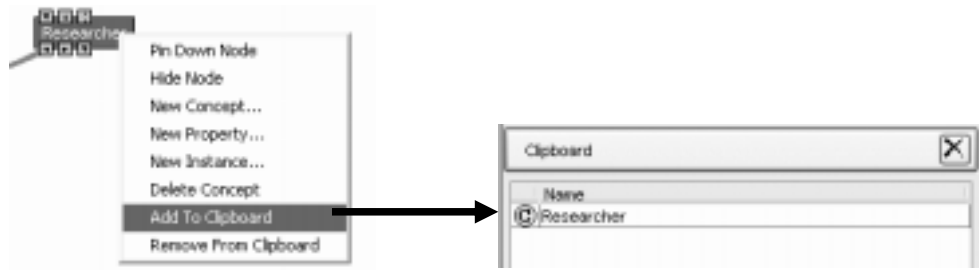 Researcher
Pin Down Node
Hide Node
New Concept...
New Property...
New Instance...
Delete Concept
Add To Clipboard
Remove From Clipboard
Clipboard
Name
C Researcher